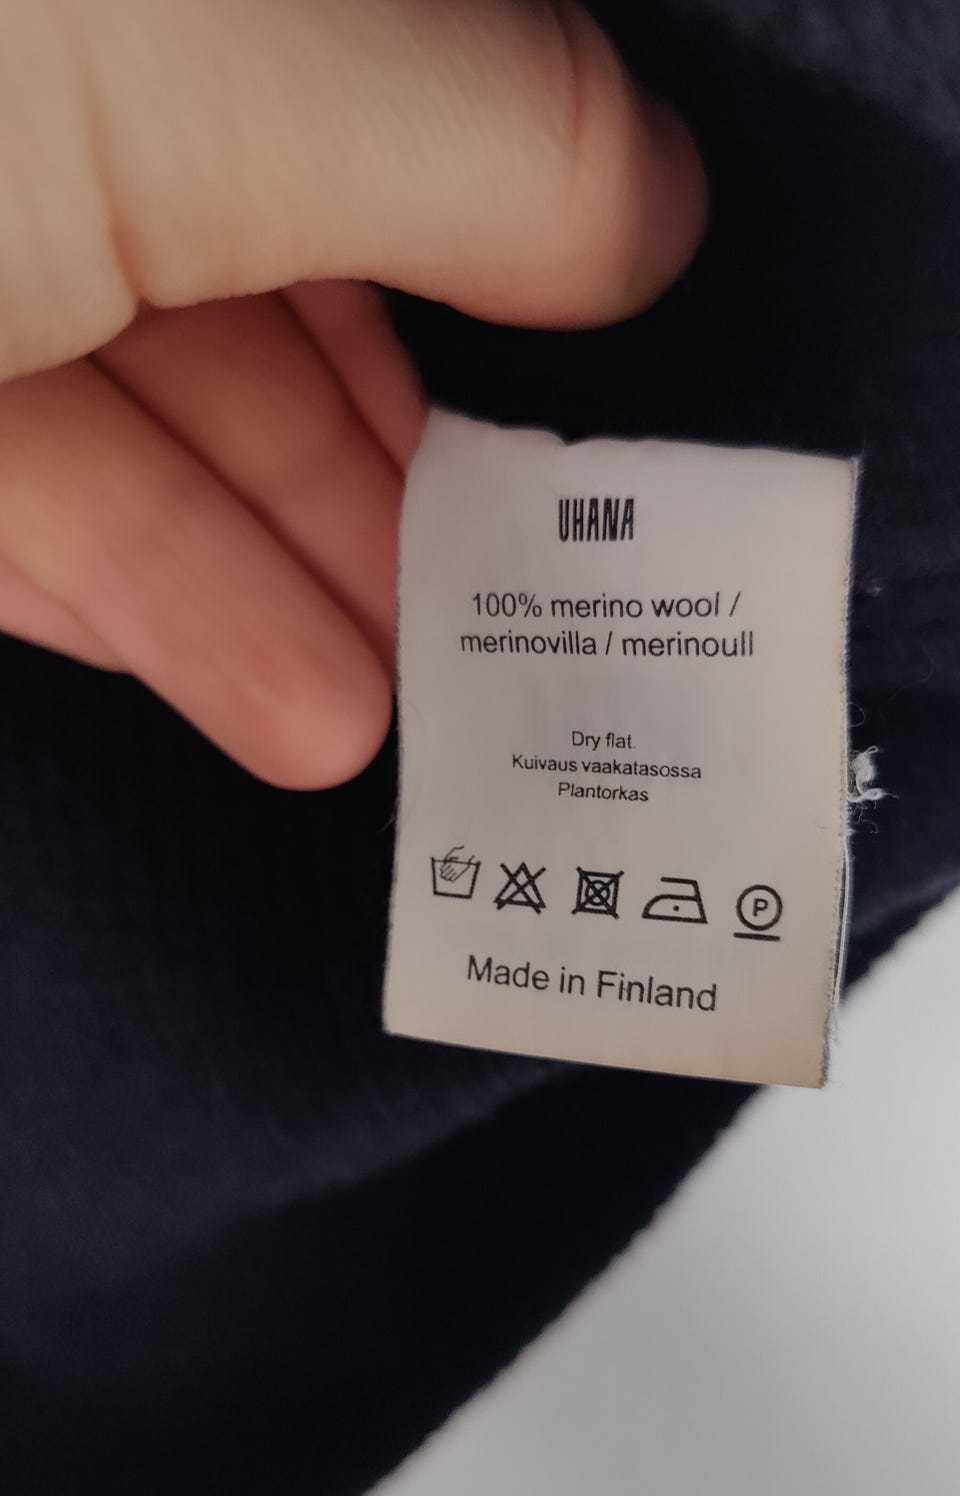 UHANA
100% merino wool /
merinovilla / merinoull
Dry flat.
Kuivaus vaakatasossa
Plantorkas
P
Made in Finland